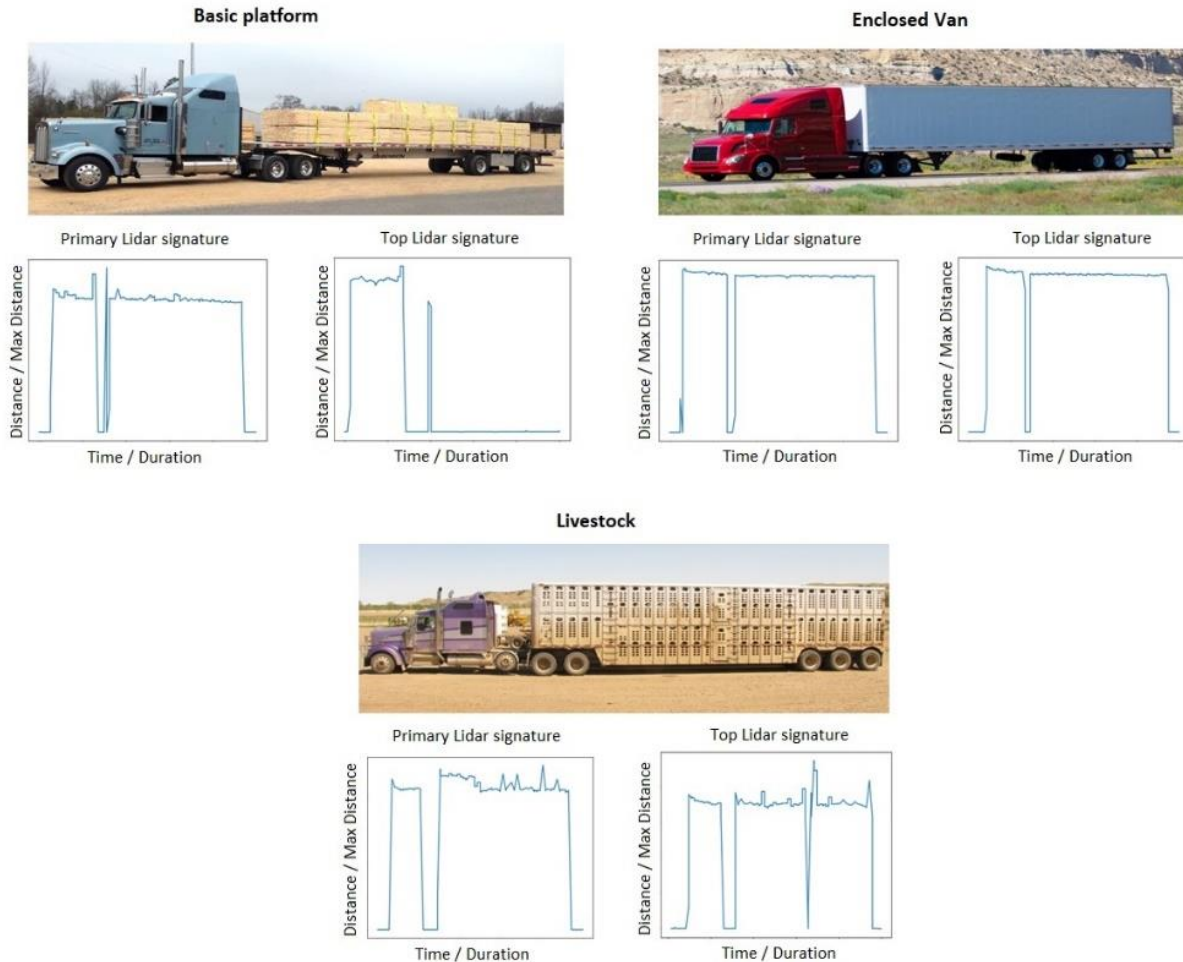 Basic platform
Enclosed Van
Primary Lidar signature
Top Lidar signature
Primary Lidar signature
Top Lidar signature
Distance / Max Distance
Distance / Max Distance
Distance / Max Distance
Distance / Max Distance
Time / Duration
Time / Duration
Time / Duration
Time / Duration
Livestock
Primary Lidar signature
Top Lidar signature
Distance / Max Distance
Distance / Max Distance
Time / Duration
Time / Duration